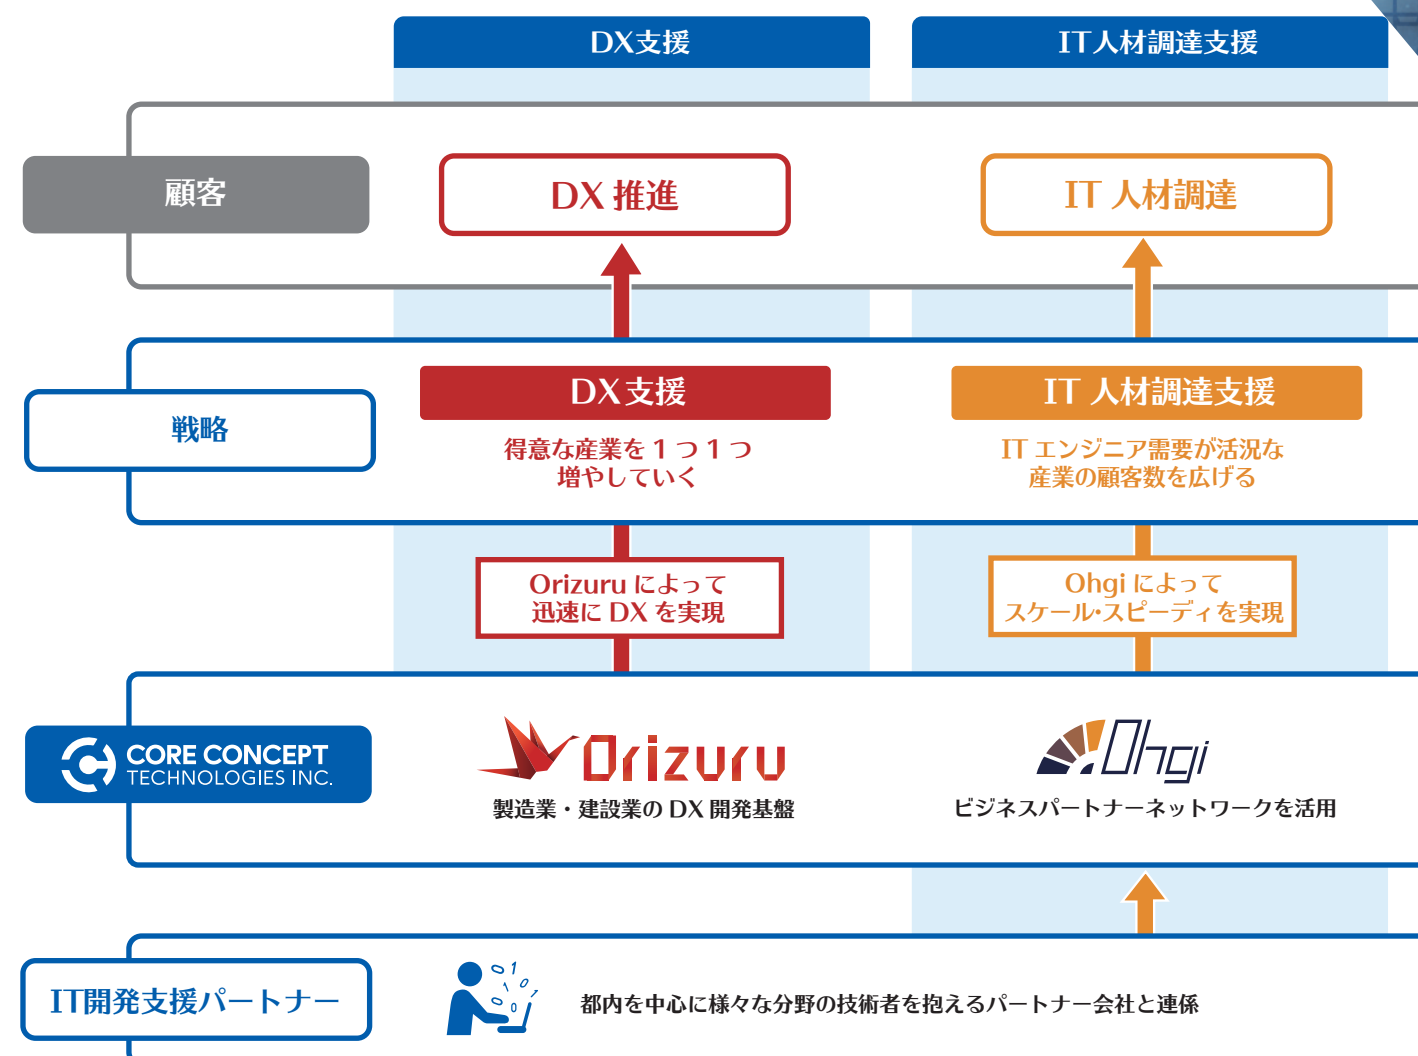 DX支援
IT人材調達支援
顧客
DX 推進
IT 人材調達
戦略
DX 支援
得意な産業を１つ１つ
増やしていく
IT 人材調達支援
IT エンジニア需要が活況な
産業の顧客数を広げる
Orizuru によって
迅速に DX を実現
Ohgi によって
スケール・スピーディを実現
CORE CONCEPT
TECHNOLOGIES INC.
Orizuru
製造業・建設業の DX 開発基盤
Ohgi
ビジネスパートナーネットワークを活用
IT開発支援パートナー
0 1
0
1
0
1
0
0
都内を中心に様々な分野の技術者を抱えるパートナー会社と連係